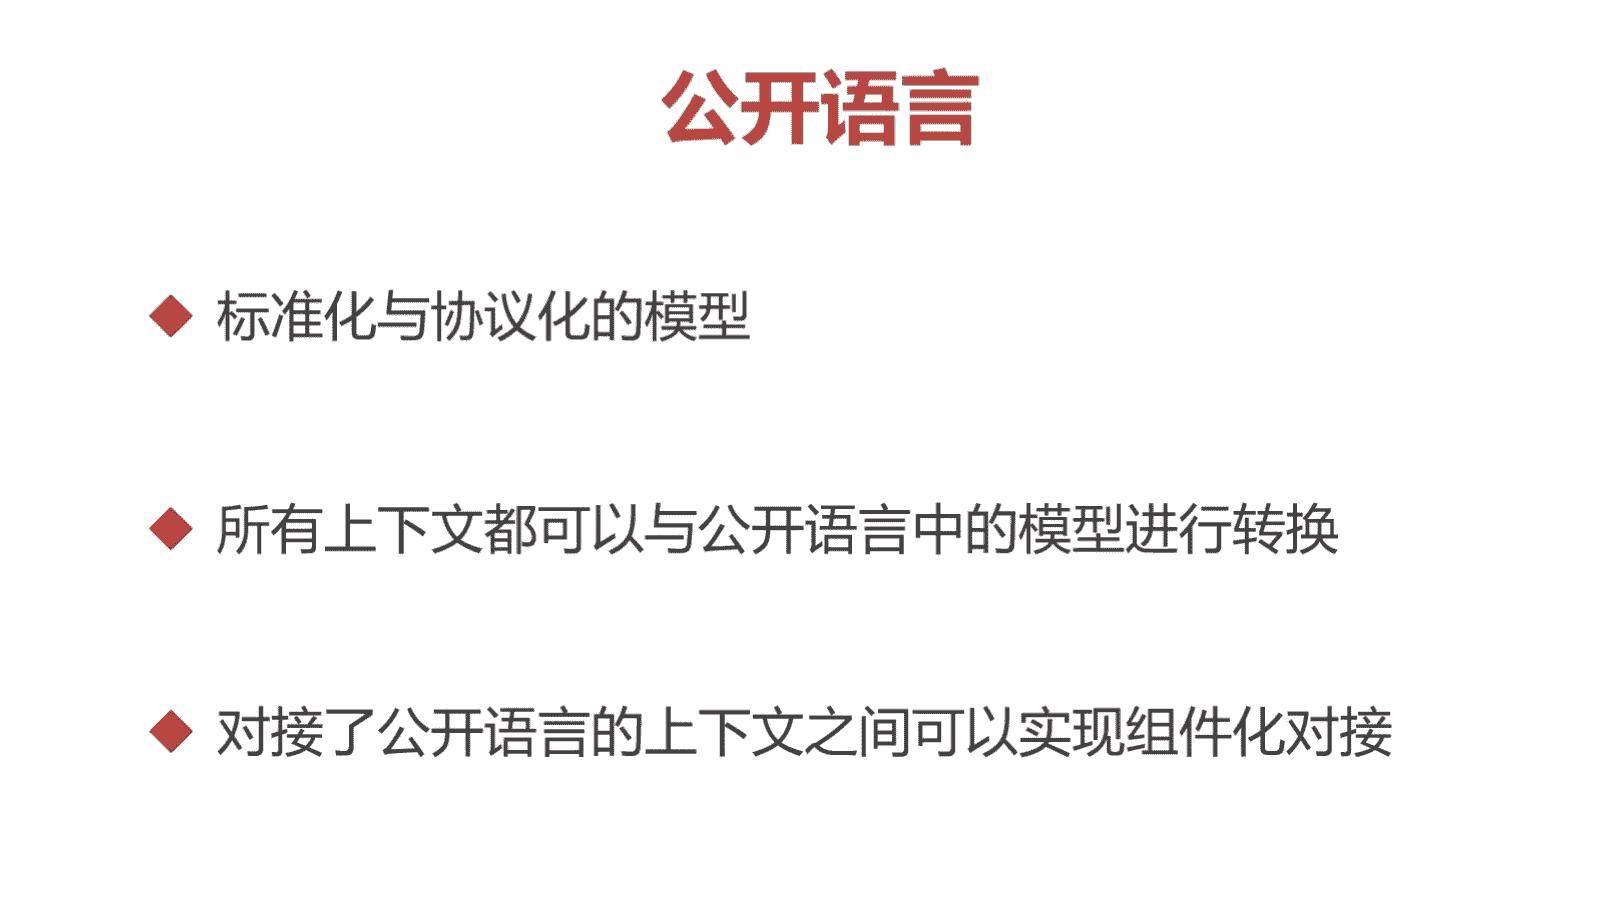 公开语言
标准化与协议化的模型
所有上下文都可以与公开语言中的模型进行转换
对接了公开语言的上下文之间可以实现组件化对接